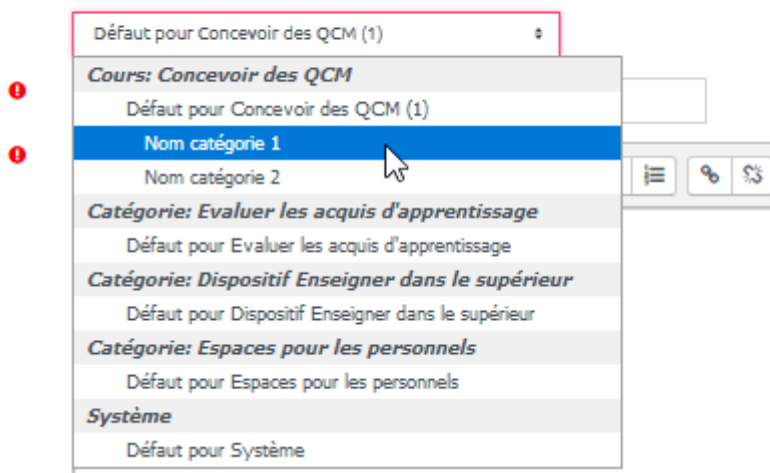 Défaut pour Concevoir des QCM (1)
Cours: Concevoir des QCM
Défaut pour Concevoir des QCM (1)
Nom catégorie 1
Nom catégorie 2
Catégorie: Evaluer les acquis d'apprentissage
Défaut pour Evaluer les acquis d'apprentissage
Catégorie: Dispositif Enseigner dans le supérieur
Défaut pour Dispositif Enseigner dans le supérieur
Catégorie: Espaces pour les personnels
Défaut pour Espaces pour les personnels
Système
Défaut pour Système